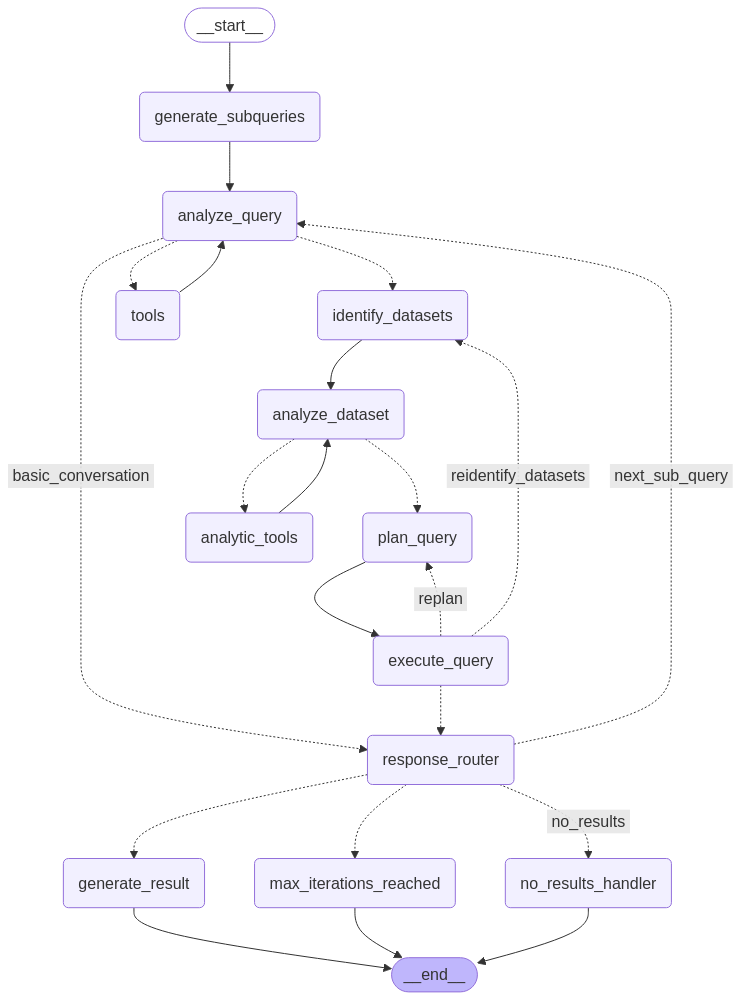 __start__
generate_subqueries
analyze_query
tools
identify_datasets
analyze_dataset
basic_conversation
reidentify_datasets
next_sub_query
analytic_tools
plan_query
replan
execute_query
response_router
no_results
generate_result
max_iterations_reached
no_results_handler
__end__